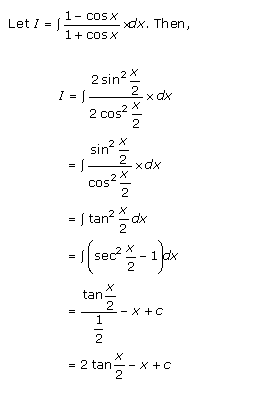 Let I = ∫ (1 − cos x)/(1 + cos x) × dx. Then,
I = ∫ (2 sin² x/2)/(2 cos² x/2) × dx
= ∫ (sin² x/2)/(cos² x/2) × dx
= ∫ tan² x/2 dx
= ∫ (sec² x/2 − 1) dx
= (tan x/2)/(1/2) − x + c
= 2 tan x/2 − x + c